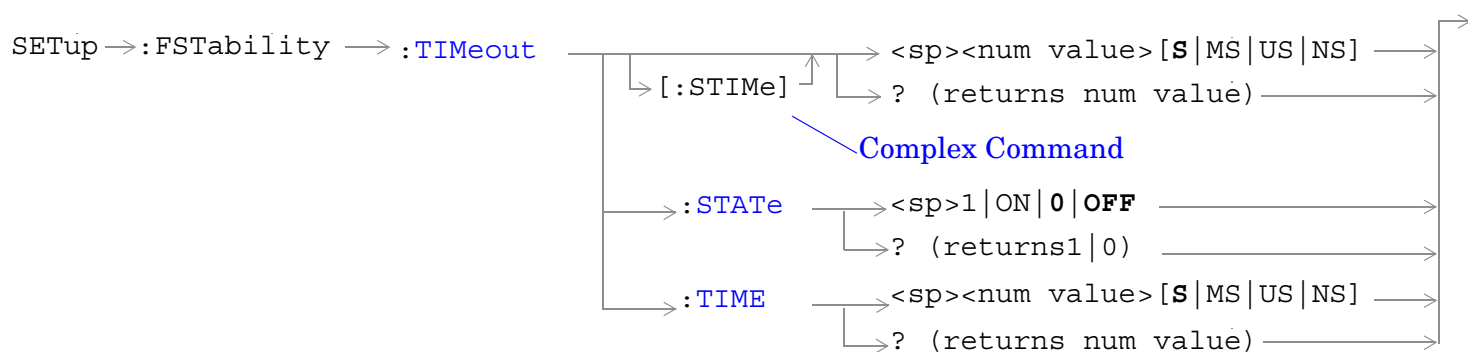 SETup :FSTability :TIMeout <sp><num value>[S|MS|US|NS]
[:STIMe] ? (returns num value)
Complex Command
:STATe <sp>1|ON|0|OFF
? (returns1|0)
:TIME <sp><num value>[S|MS|US|NS]
? (returns num value)